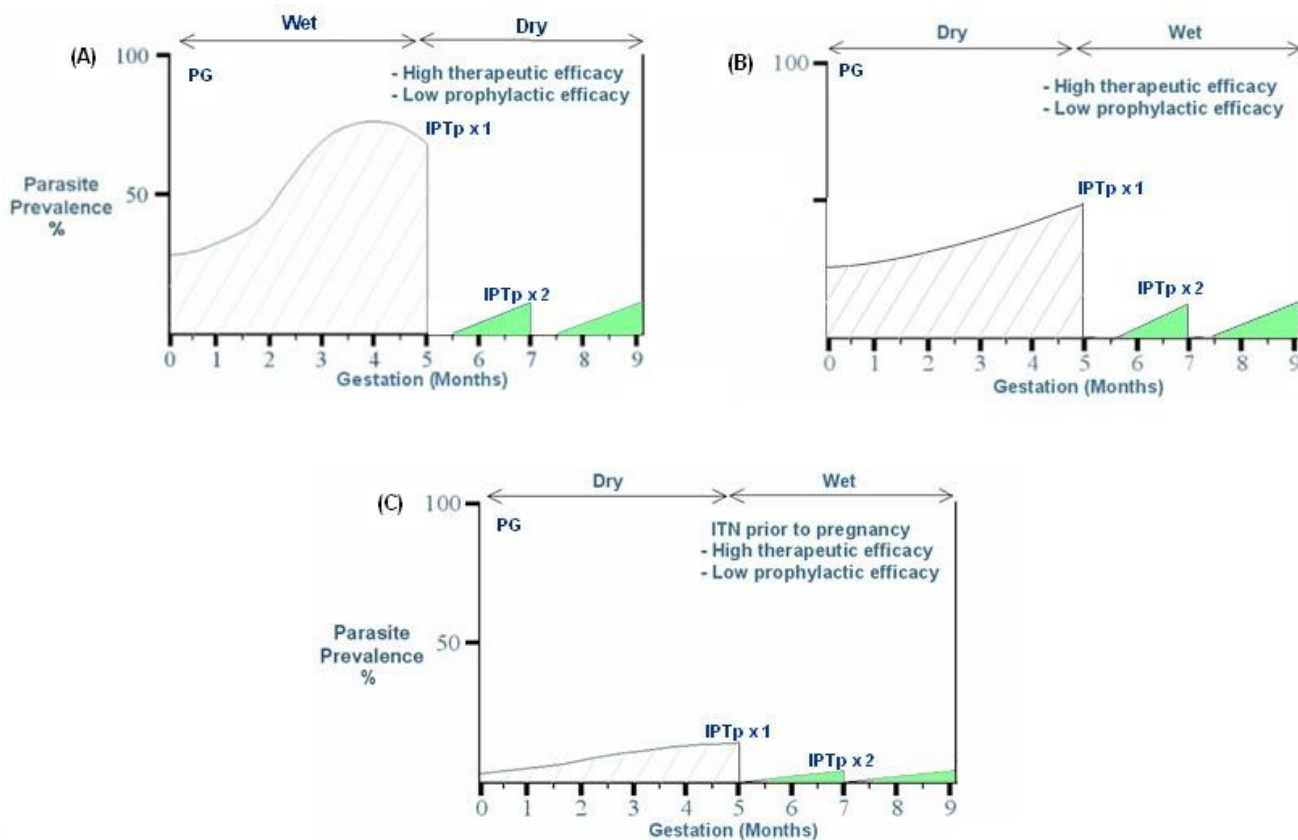 (A)
Wet
Dry
100
PG
- High therapeutic efficacy
- Low prophylactic efficacy
IPTp x 1
Parasite
Prevalence
%
50
IPTp x 2
0 1 2 3 4 5 6 7 8 9
Gestation (Months)
(B)
Dry
Wet
100
PG
- High therapeutic efficacy
- Low prophylactic efficacy
IPTp x 1
IPTp x 2
0 1 2 3 4 5 6 7 8 9
Gestation (Months)
(C)
Dry
Wet
100
PG
ITN prior to pregnancy
- High therapeutic efficacy
- Low prophylactic efficacy
Parasite
Prevalence
%
50
IPTp x 1
IPTp x 2
0 1 2 3 4 5 6 7 8 9
Gestation (Months)